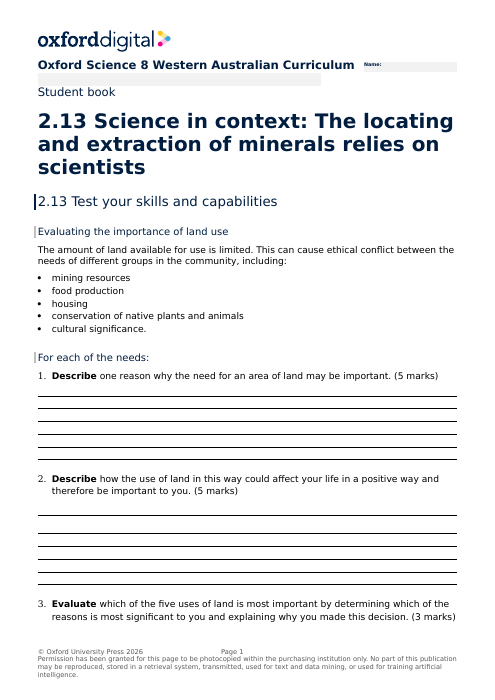 oxforddigital
Oxford Science 8 Western Australian Curriculum Name:
Student book
2.13 Science in context: The locating
and extraction of minerals relies on
scientists
2.13 Test your skills and capabilities
Evaluating the importance of land use
The amount of land available for use is limited. This can cause ethical conflict between the
needs of different groups in the community, including:
• mining resources
• food production
• housing
• conservation of native plants and animals
• cultural significance.
For each of the needs:
1. Describe one reason why the need for an area of land may be important. (5 marks)
2. Describe how the use of land in this way could affect your life in a positive way and
therefore be important to you. (5 marks)
3. Evaluate which of the five uses of land is most important by determining which of the
reasons is most significant to you and explaining why you made this decision. (3 marks)
© Oxford University Press 2026 Page 1
Permission has been granted for this page to be photocopied within the purchasing institution only. No part of this publication
may be reproduced, stored in a retrieval system, transmitted, used for text and data mining, or used for training artificial
intelligence.